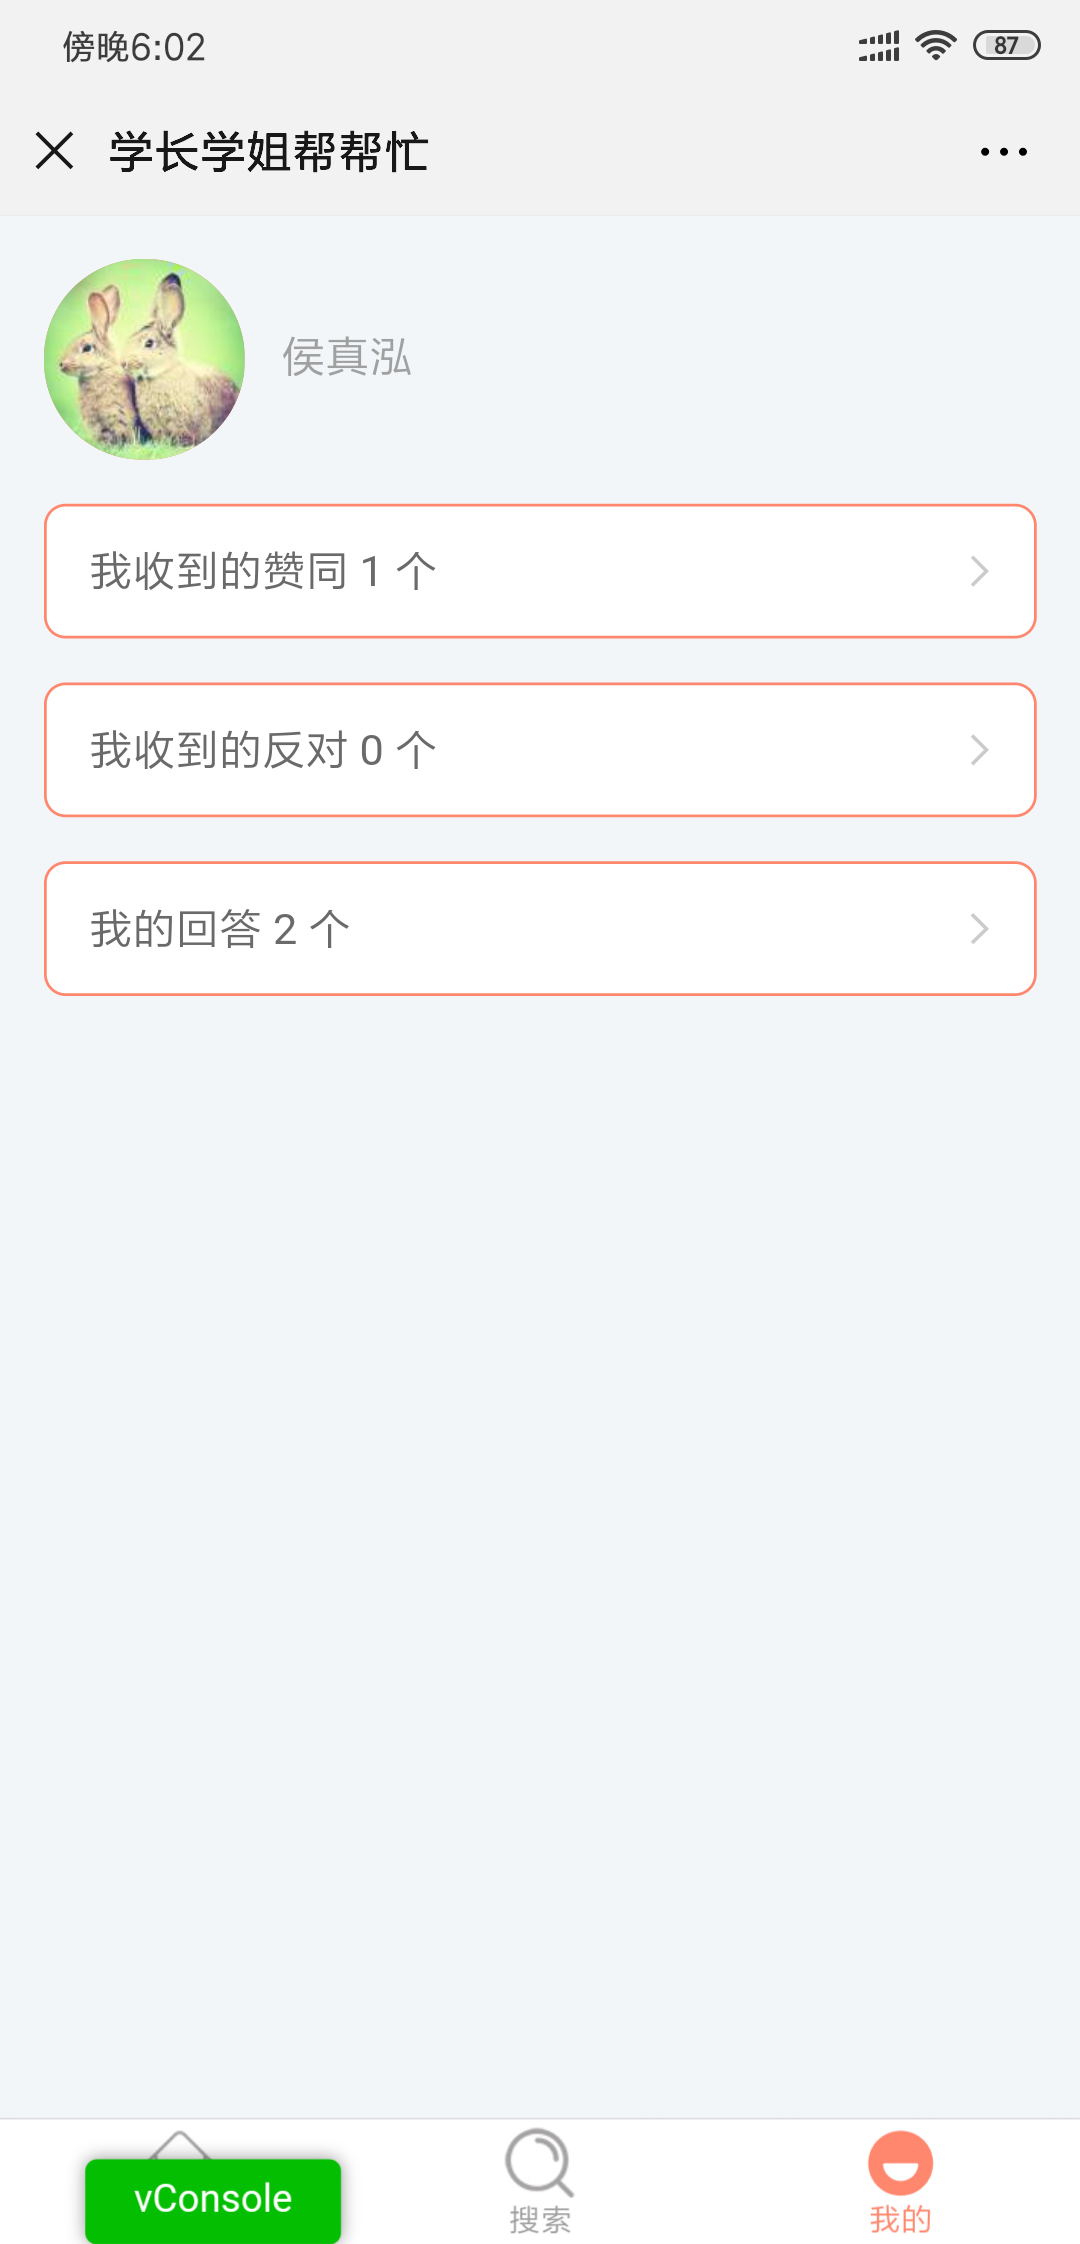 傍晚6:02
87
学长学姐帮帮忙
侯真泓
我收到的赞同 1 个
我收到的反对 0 个
我的回答 2 个
vConsole
搜索
我的